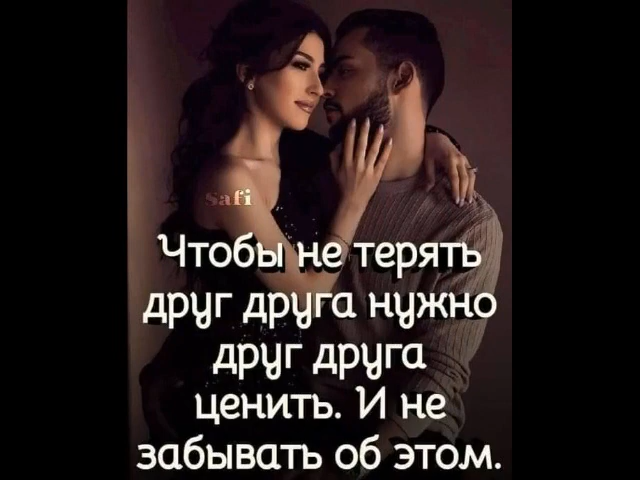 Safi
Чтобы не терять
друг друга нужно
друг друга
ценить. И не
забывать об этом.